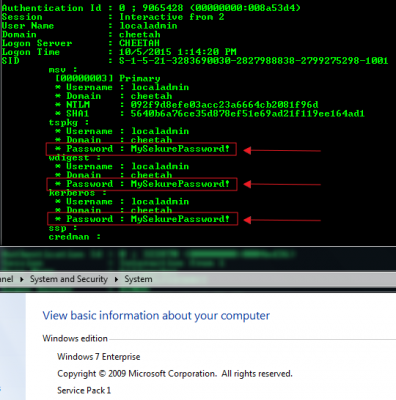 Authentication Id : 0 ; 9065428 (00000000:008a53d4)
Session : Interactive from 2
User Name : localadmin
Domain : cheetah
Logon Server : CHEETAH
Logon Time : 10/5/2015 1:14:20 PM
SID : S-1-5-21-3283690030-2827988838-2799275298-1001
msv :
[00000003] Primary
* Username : localadmin
* Domain : cheetah
* NTLM : 092f9d8efe03acc23a6664cb2081f96d
* SHA1 : 5640b6a76ce35d878ef51e69ad21f119ee164ad1
tspkg :
* Username : localadmin
* Domain : cheetah
* Password : MySekurePassword!
wdigest :
* Username : localadmin
* Domain : cheetah
* Password : MySekurePassword!
kerberos :
* Username : localadmin
* Domain : cheetah
* Password : MySekurePassword!
ssp :
credman :
nel ▸ System and Security ▸ System
View basic information about your computer
Windows edition
Windows 7 Enterprise
Copyright © 2009 Microsoft Corporation. All rights reserved.
Service Pack 1